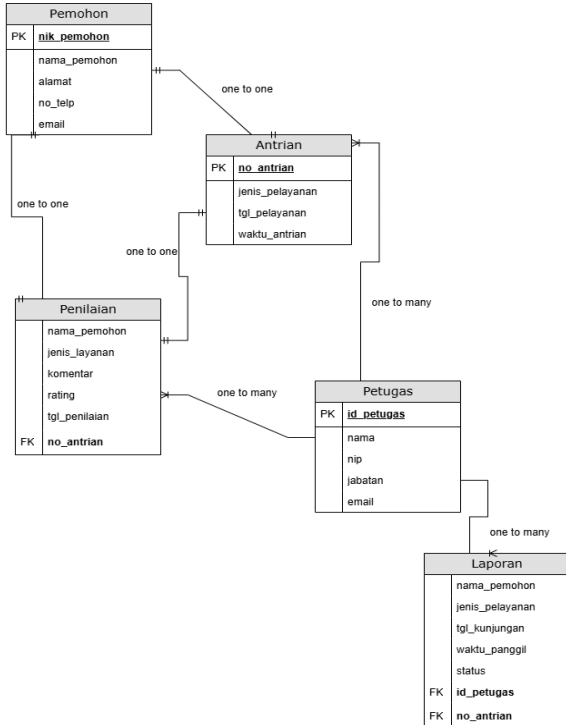 Pemohon
PK nik_pemohon
nama_pemohon
alamat
no_telp
email
one to one
Antrian
PK no_antrian
jenis_pelayanan
tgl_pelayanan
waktu_antrian
one to one
one to one
Penilaian
nama_pemohon
jenis_layanan
komentar
rating
tgl_penilaian
FK no_antrian
one to many
one to many
Petugas
PK id_petugas
nama
nip
jabatan
email
one to many
Laporan
nama_pemohon
jenis_pelayanan
tgl_kunjungan
waktu_panggil
status
FK id_petugas
FK no_antrian